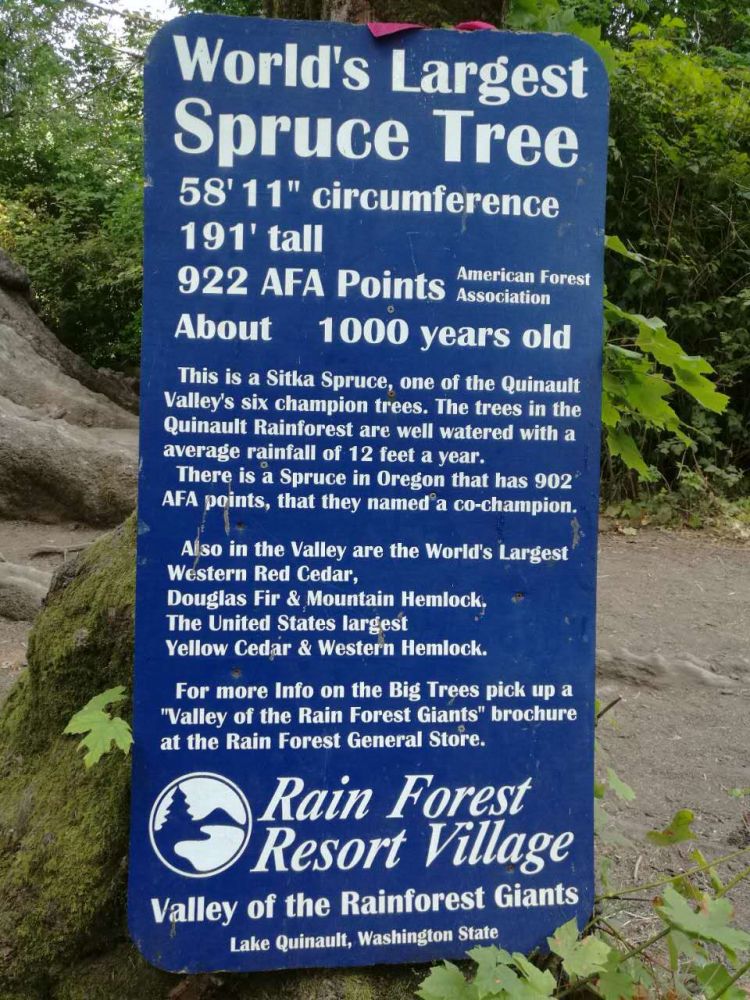 World's Largest
Spruce Tree
58' 11" circumference
191' tall
922 AFA Points American Forest Association
About 1000 years old
This is a Sitka Spruce, one of the Quinault
Valley's six champion trees. The trees in the
Quinault Rainforest are well watered with a
average rainfall of 12 feet a year.
There is a Spruce in Oregon that has 902
AFA points, that they named a co-champion.
Also in the Valley are the World's Largest
Western Red Cedar,
Douglas Fir & Mountain Hemlock.
The United States largest
Yellow Cedar & Western Hemlock.
For more Info on the Big Trees pick up a
"Valley of the Rain Forest Giants" brochure
at the Rain Forest General Store.
Rain Forest
Resort Village
Valley of the Rainforest Giants
Lake Quinault, Washington State